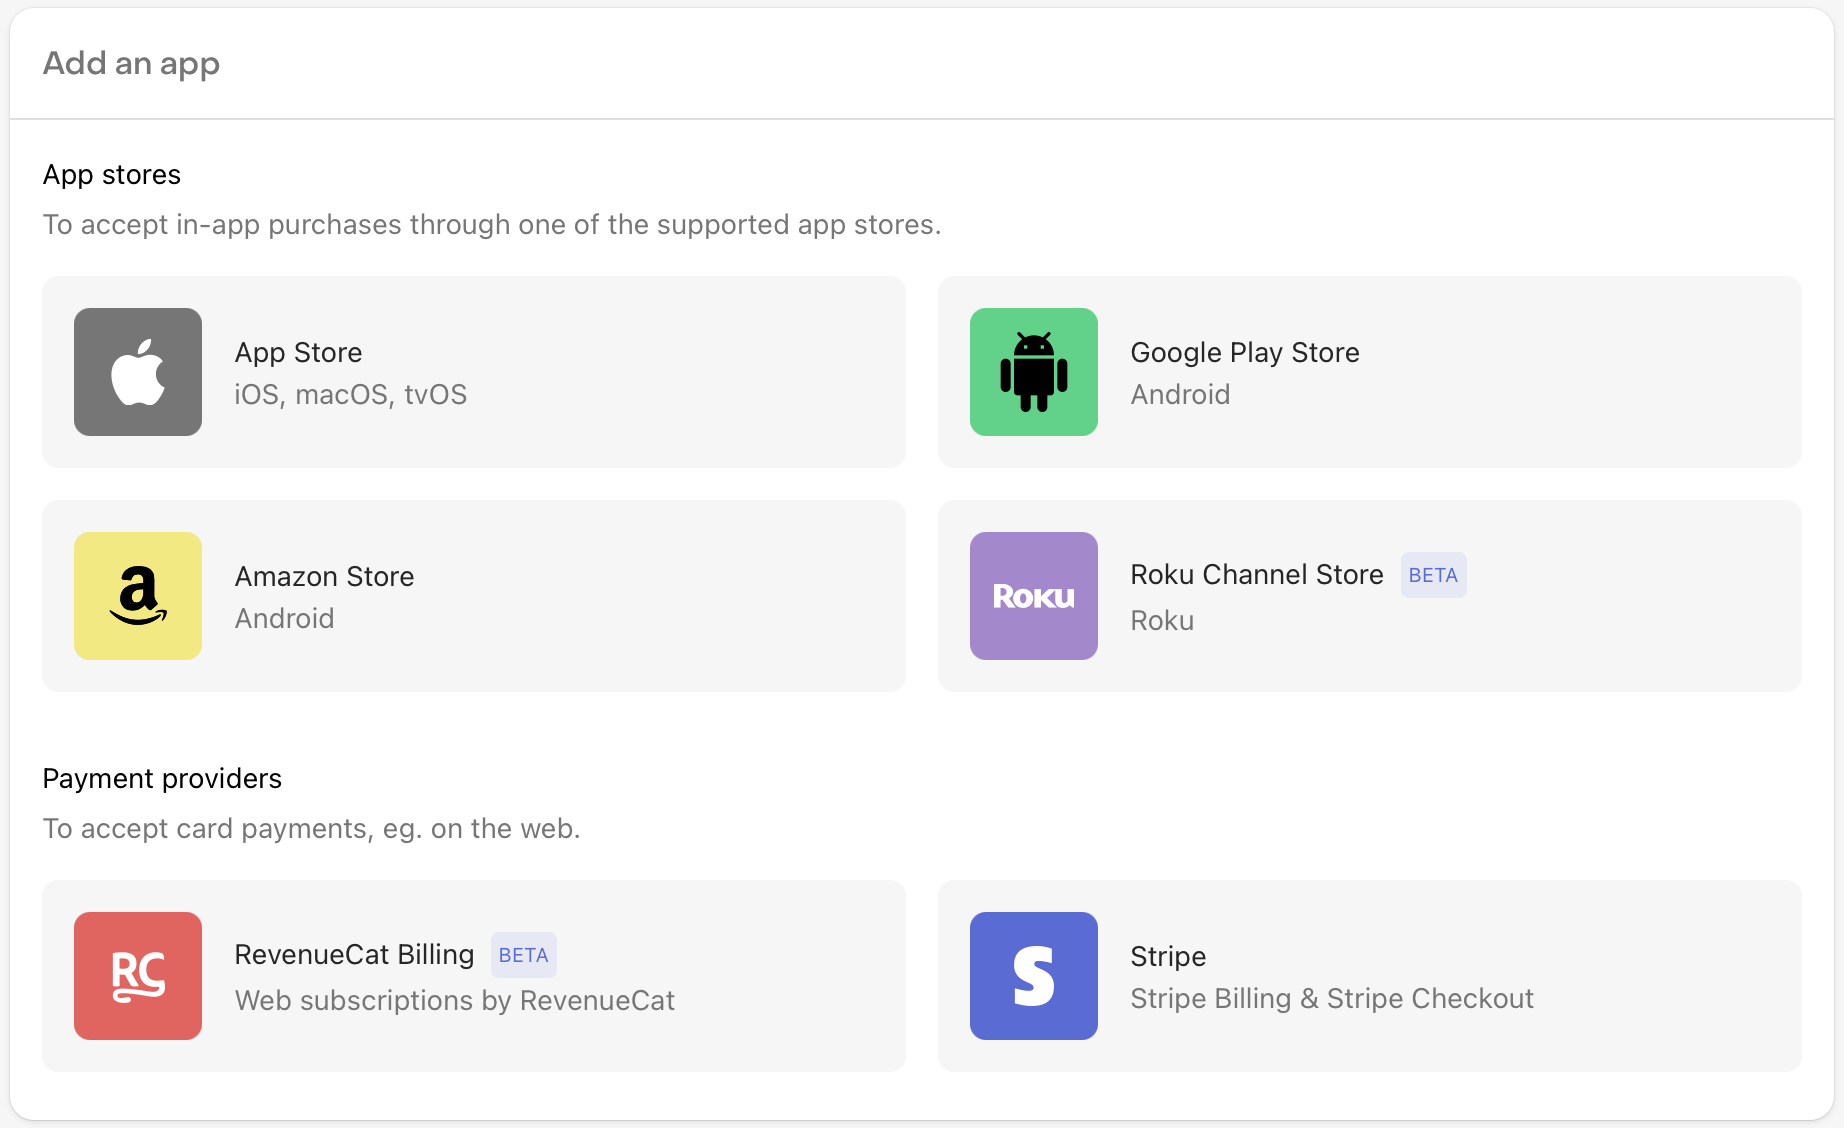 Add an app
App stores
To accept in-app purchases through one of the supported app stores.
App Store
iOS, macOS, tvOS
Google Play Store
Android
a
Amazon Store
Android
Roku
Roku Channel Store BETA
Roku
Payment providers
To accept card payments, eg. on the web.
RC
RevenueCat Billing BETA
Web subscriptions by RevenueCat
S
Stripe
Stripe Billing & Stripe Checkout